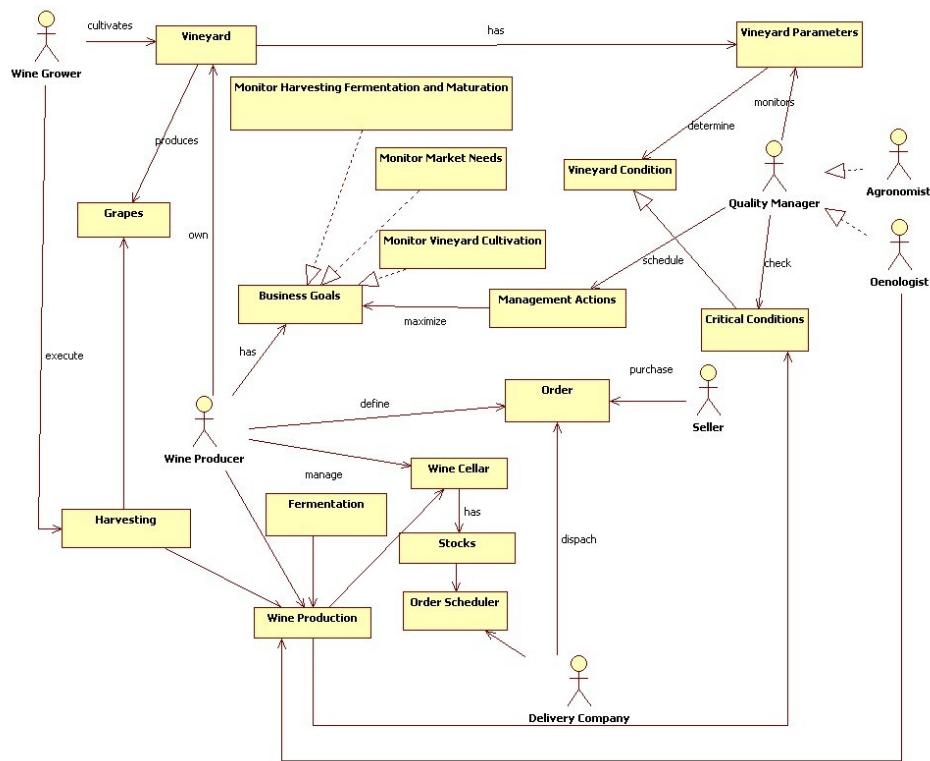 cultivates
Vineyard
has
Vineyard Parameters
Wine Grower
Monitor Harvesting Fermentation and Maturation
monitors
produces
determine
Monitor Market Needs
Vineyard Condition
Agronomist
Quality Manager
Grapes
own
Monitor Vineyard Cultivation
schedule
check
Oenologist
Business Goals
Management Actions
maximize
Critical Conditions
has
execute
purchase
Order
define
Seller
Wine Producer
Wine Cellar
manage
Fermentation
has
Harvesting
Stocks
dispach
Order Scheduler
Wine Production
Delivery Company